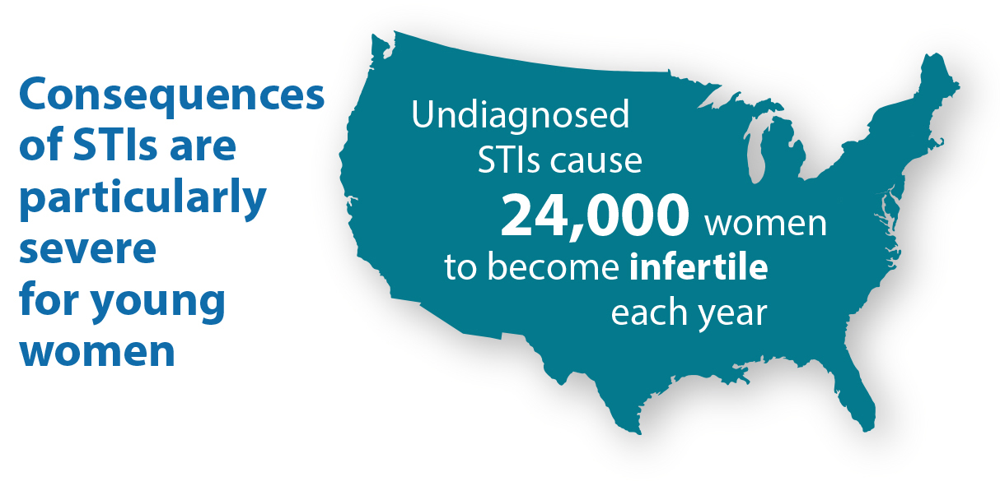 Consequences
of STIs are
particularly
severe
for young
women
Undiagnosed
STIs cause
24,000 women
to become infertile
each year